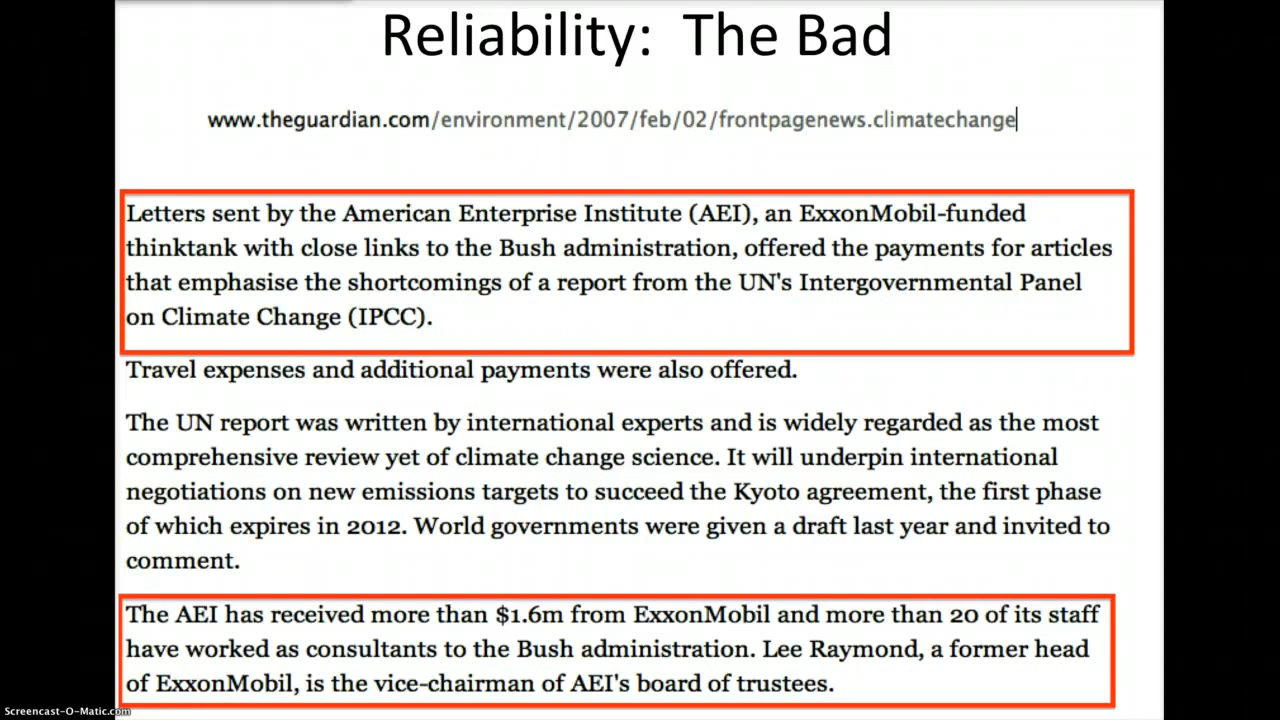 Reliability:  The Bad
www.theguardian.com/environment/2007/feb/02/frontpagenews.climatechange
Letters sent by the American Enterprise Institute (AEI), an ExxonMobil-funded
thinktank with close links to the Bush administration, offered the payments for articles
that emphasise the shortcomings of a report from the UN's Intergovernmental Panel
on Climate Change (IPCC).
Travel expenses and additional payments were also offered.
The UN report was written by international experts and is widely regarded as the most
comprehensive review yet of climate change science. It will underpin international
negotiations on new emissions targets to succeed the Kyoto agreement, the first phase
of which expires in 2012. World governments were given a draft last year and invited to
comment.
The AEI has received more than $1.6m from ExxonMobil and more than 20 of its staff
have worked as consultants to the Bush administration. Lee Raymond, a former head
of ExxonMobil, is the vice-chairman of AEI's board of trustees.
Screencast-O-Matic.com